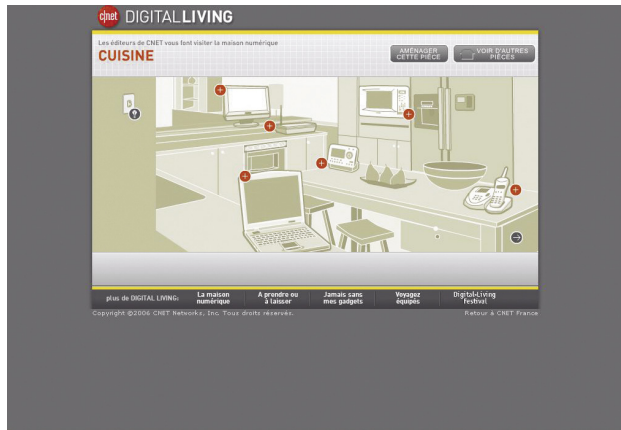 cnet DIGITAL LIVING
Les éditeurs de CNET vous font visiter la maison numérique
CUISINE
AMÉNAGER
CETTE PIÈCE
VOIR D'AUTRES
PIÈCES
plus de DIGITAL LIVING:
La maison
numérique
A prendre ou
à laisser
Jamais sans
mes gadgets
Voyagez
équipés
Digital-Living
Festival
Copyright ©2006 CNET Networks, Inc. Tous droits réservés.
Retour à CNET France